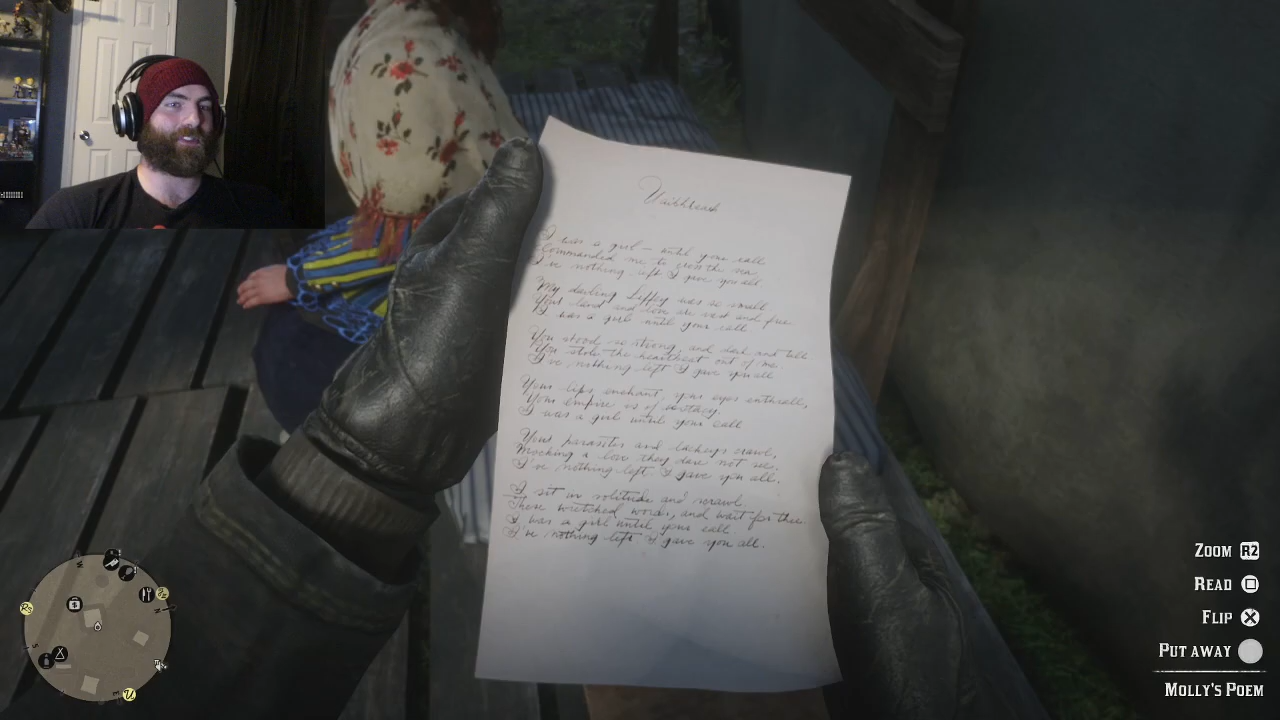 Uaibhreach
I was a girl – until your call
Commanded me to cross the sea
I've nothing left I gave you all
My darling Liffey was so small
Your land and love are vast and free
I was a girl until your call
You stood so strong, and dark and tall
You stole the heartbeat out of me
I've nothing left I gave you all
Your lips enchant, your eyes enthrall,
Your empire is of ecstasy.
I was a girl until your call
Your parasites and lackeys crawl,
Mocking a love they dare not see.
I've nothing left I gave you all.
I sit in solitude and scrawl
These wretched words, and wait for thee.
I was a girl until your call
I've nothing left I gave you all.
ZOOM R2
READ
FLIP
PUT AWAY
MOLLY'S POEM